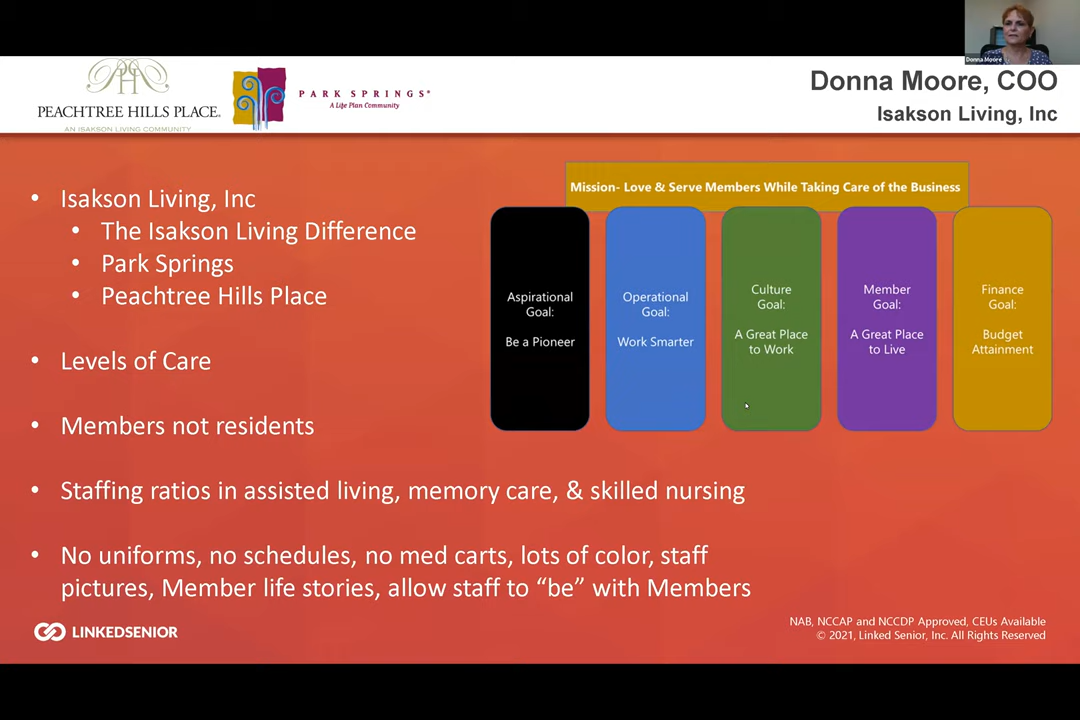 Donna Moore
PEACHTREE HILLS PLACE.
AN ISAKSON LIVING COMMUNITY
PARK SPRINGS®
A Life Plan Community
Donna Moore, COO
Isakson Living, Inc
• Isakson Living, Inc
• The Isakson Living Difference
• Park Springs
• Peachtree Hills Place
• Levels of Care
• Members not residents
• Staffing ratios in assisted living, memory care, & skilled nursing
• No uniforms, no schedules, no med carts, lots of color, staff
pictures, Member life stories, allow staff to “be” with Members
Mission- Love & Serve Members While Taking Care of the Business
Aspirational
Goal:
Be a Pioneer
Operational
Goal:
Work Smarter
Culture
Goal:
A Great Place
to Work
Member
Goal:
A Great Place
to Live
Finance
Goal:
Budget
Attainment
LINKEDSENIOR
NAB, NCCAP and NCCDP Approved, CEUs Available
© 2021, Linked Senior, Inc. All Rights Reserved